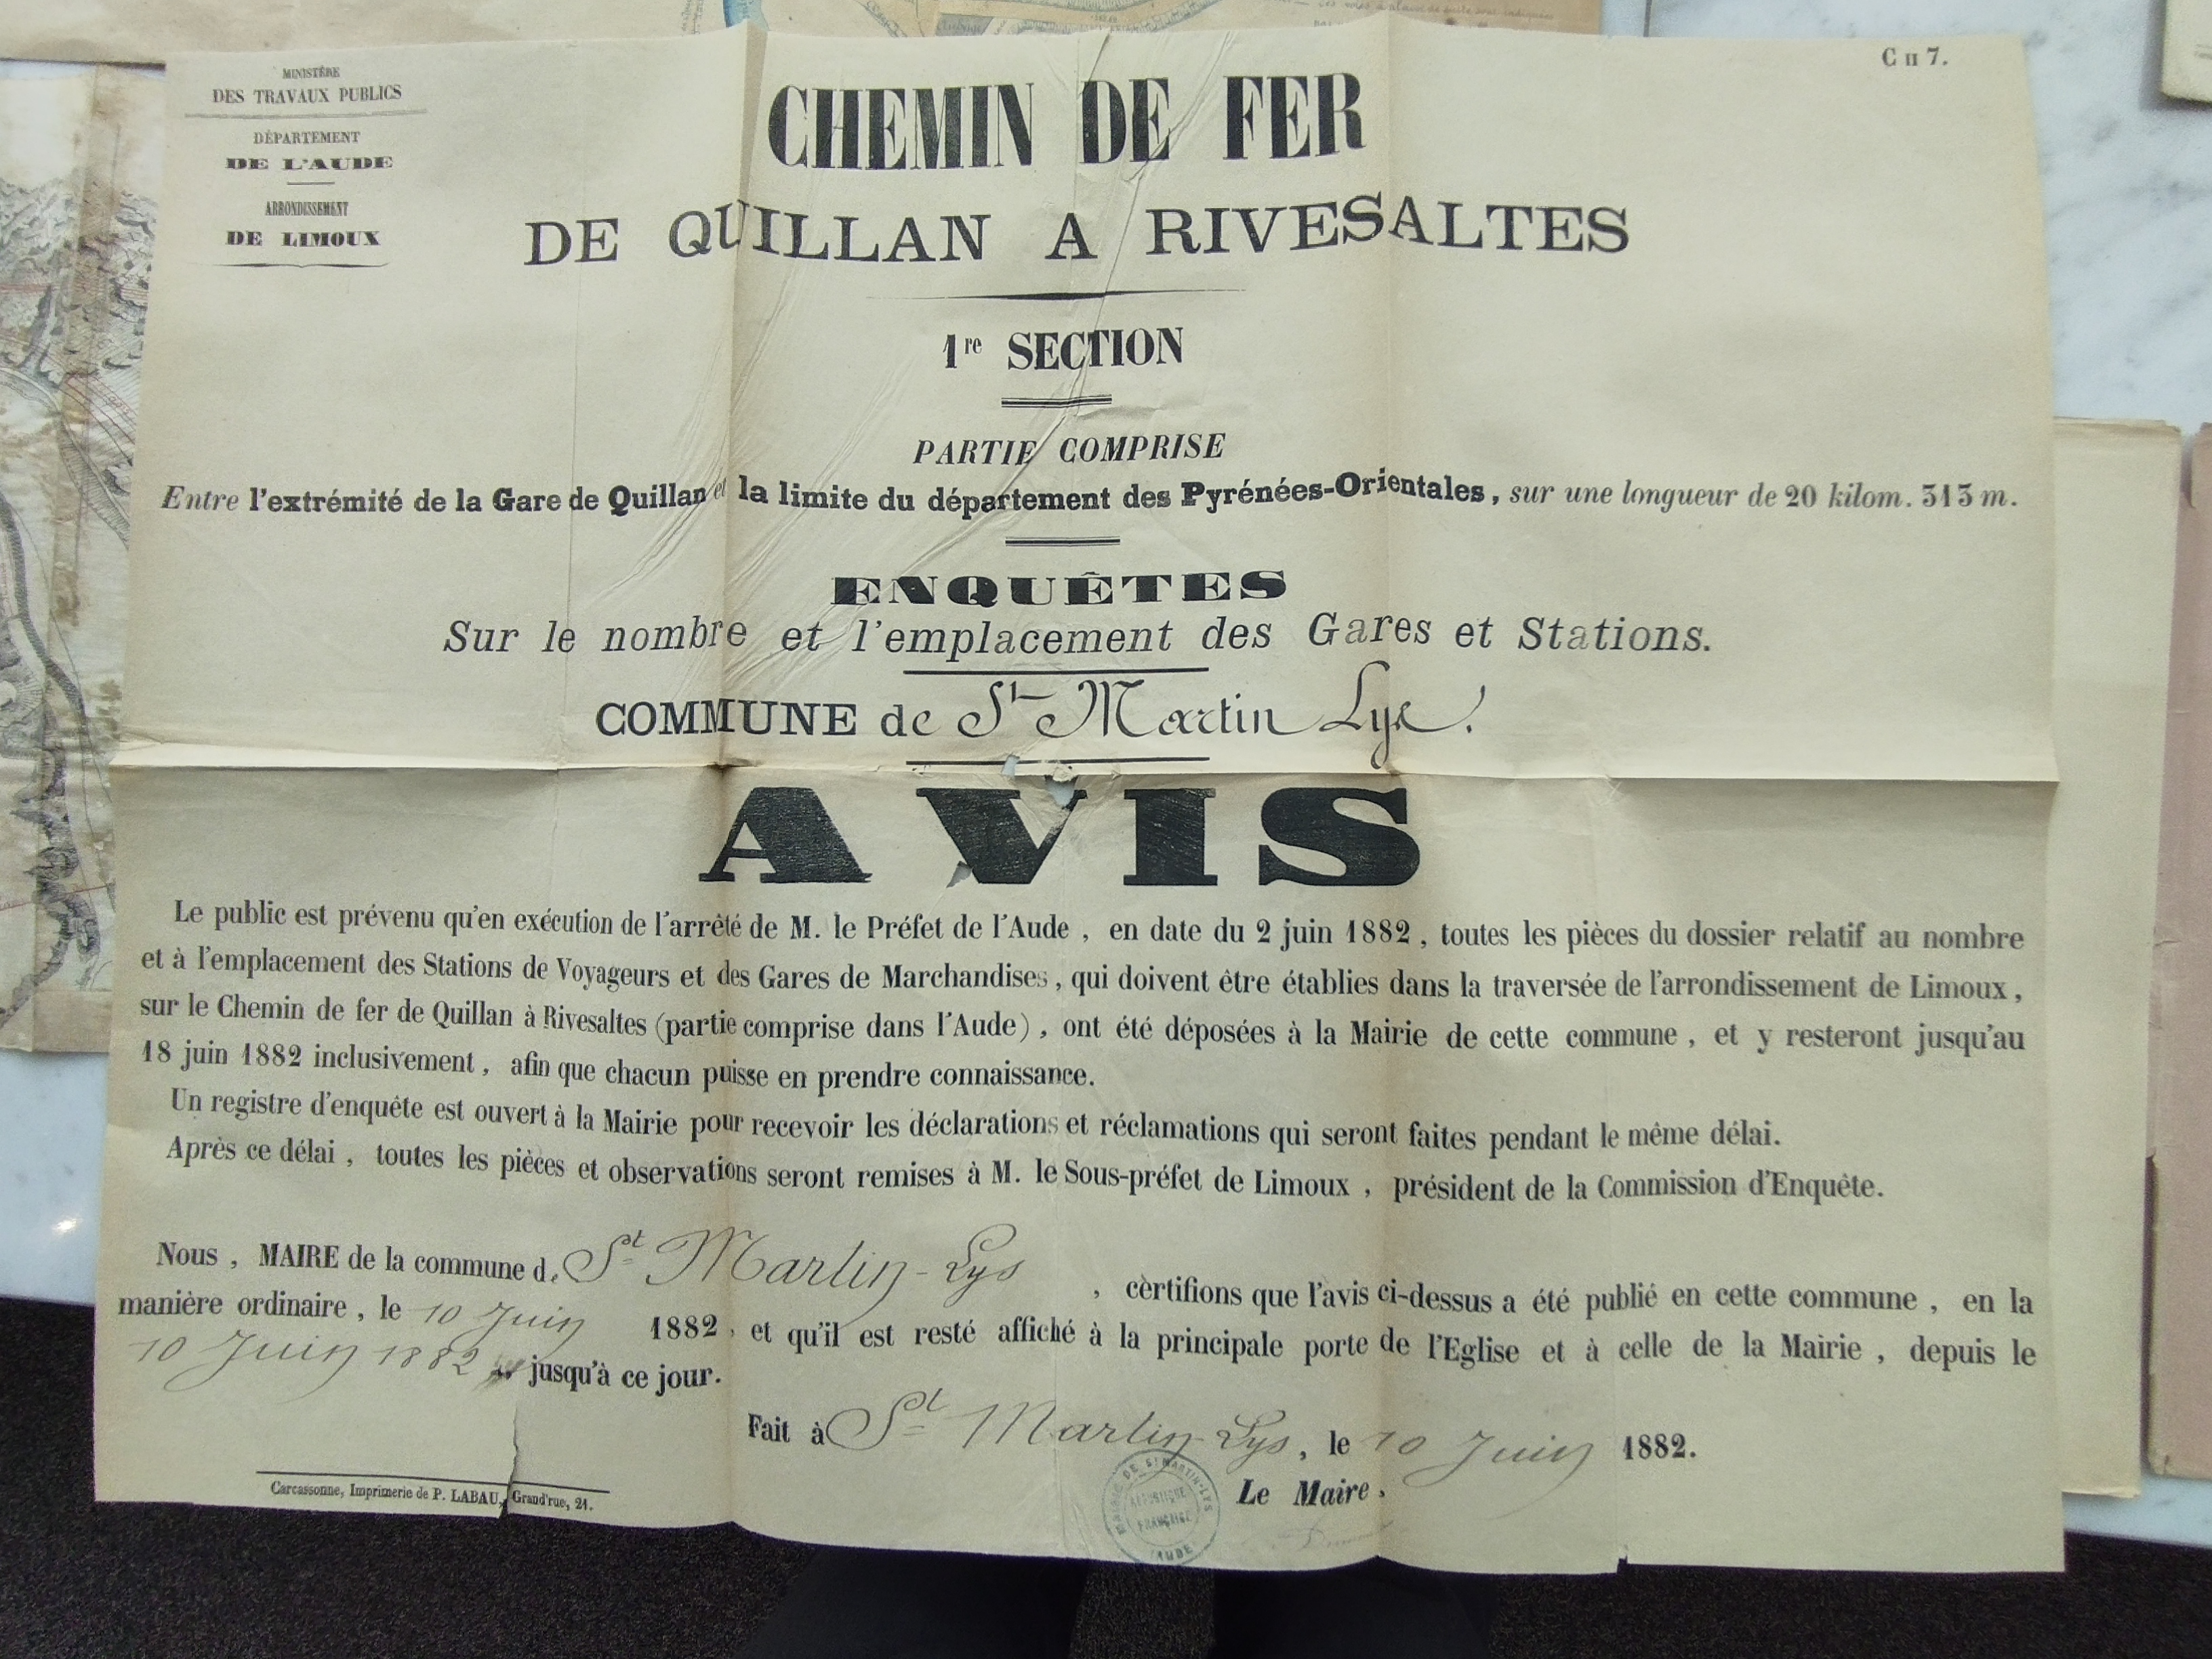 C II 7.
MINISTÈRE
DES TRAVAUX PUBLICS
DÉPARTEMENT
DE L'AUDE
ARRONDISSEMENT
DE LIMOUX
CHEMIN DE FER
DE QUILLAN A RIVESALTES
1re SECTION
PARTIE COMPRISE
Entre l'extrémité de la Gare de Quillan et la limite du département des Pyrénées-Orientales, sur une longueur de 20 kilom. 313 m.
ENQUÊTES
Sur le nombre et l'emplacement des Gares et Stations.
COMMUNE de St Martin Lys.
AVIS
Le public est prévenu qu'en exécution de l'arrêté de M. le Préfet de l'Aude, en date du 2 juin 1882, toutes les pièces du dossier relatif au nombre
et à l'emplacement des Stations de Voyageurs et des Gares de Marchandises, qui doivent être établies dans la traversée de l'arrondissement de Limoux,
sur le Chemin de fer de Quillan à Rivesaltes (partie comprise dans l'Aude), ont été déposées à la Mairie de cette commune, et y resteront jusqu'au
18 juin 1882 inclusivement, afin que chacun puisse en prendre connaissance.
Un registre d'enquête est ouvert à la Mairie pour recevoir les déclarations et réclamations qui seront faites pendant le même délai.
Après ce délai, toutes les pièces et observations seront remises à M. le Sous-préfet de Limoux, président de la Commission d'Enquête.
Nous, MAIRE de la commune de St Martin-Lys, certifions que l'avis ci-dessus a été publié en cette commune, en la
manière ordinaire, le 10 Juin 1882, et qu'il est resté affiché à la principale porte de l'Eglise et à celle de la Mairie, depuis le
10 Juin 1882 jusqu'à ce jour.
Fait à St Martin-Lys, le 10 Juin 1882.
Le Maire,
MAIRIE DE St MARTIN-LYS
RÉPUBLIQUE
FRANÇAISE
(AUDE)
Carcassonne, Imprimerie de P. LABAU, Grand'rue, 21.